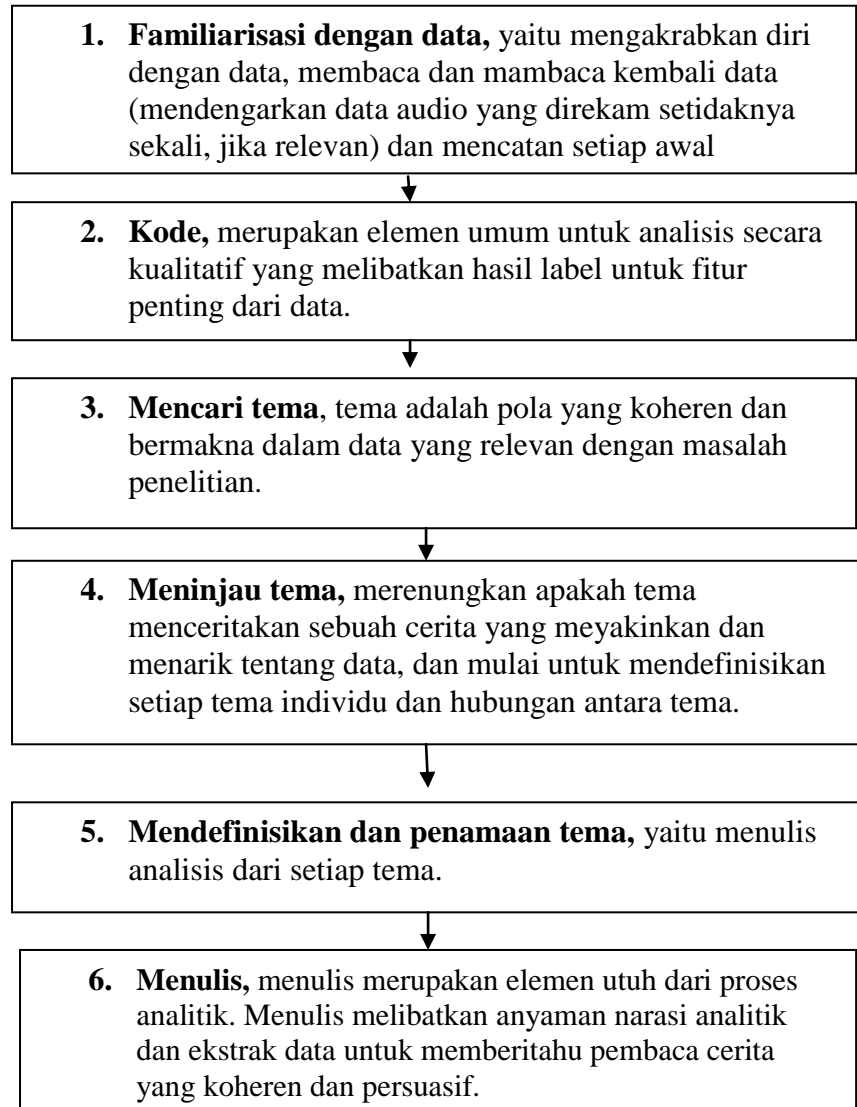 1. Familiarisasi dengan data, yaitu mengakrabkan diri
dengan data, membaca dan mambaca kembali data
(mendengarkan data audio yang direkam setidaknya
sekali, jika relevan) dan mencatan setiap awal
2. Kode, merupakan elemen umum untuk analisis secara
kualitatif yang melibatkan hasil label untuk fitur
penting dari data.
3. Mencari tema, tema adalah pola yang koheren dan
bermakna dalam data yang relevan dengan masalah
penelitian.
4. Meninjau tema, merenungkan apakah tema
menceritakan sebuah cerita yang meyakinkan dan
menarik tentang data, dan mulai untuk mendefinisikan
setiap tema individu dan hubungan antara tema.
5. Mendefinisikan dan penamaan tema, yaitu menulis
analisis dari setiap tema.
6. Menulis, menulis merupakan elemen utuh dari proses
analitik. Menulis melibatkan anyaman narasi analitik
dan ekstrak data untuk memberitahu pembaca cerita
yang koheren dan persuasif.